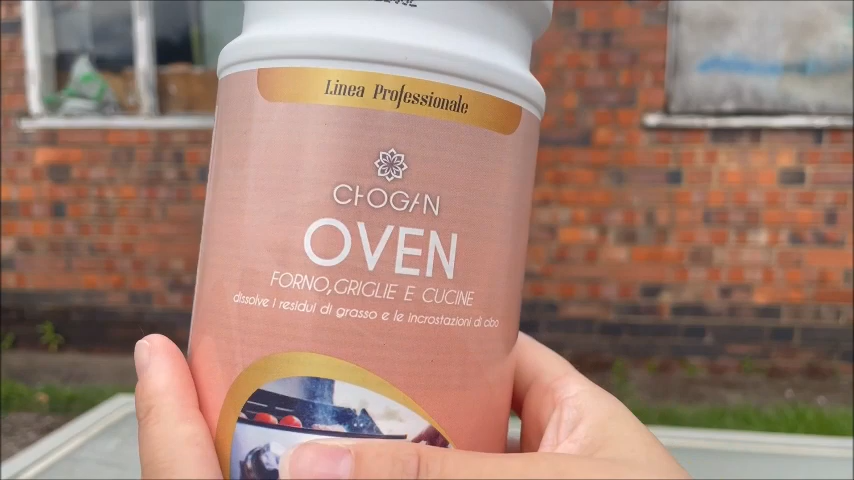 Linea Professionale
CHOGAN
OVEN
FORNO, GRIGLIE E CUCINE
dissolve i residui di grasso e le incrostazioni di cibo